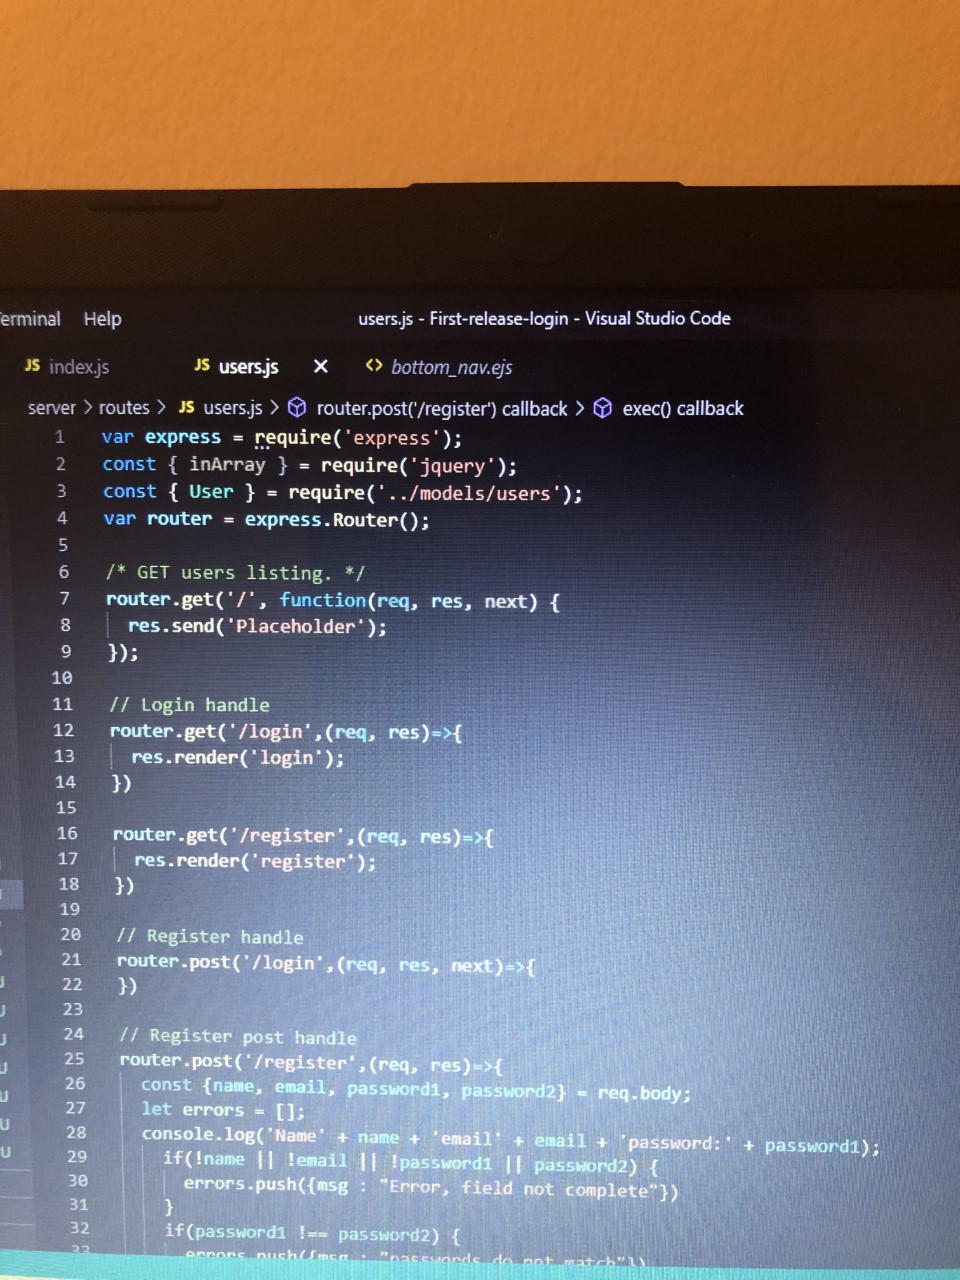 Terminal Help users.js - First-release-login - Visual Studio Code
JS index.js JS users.js × <> bottom_nav.ejs
server > routes > JS users.js > router.post('/register') callback > exec() callback
1 var express = require('express');
2 const { inArray } = require('jquery');
3 const { User } = require('../models/users');
4 var router = express.Router();
5
6 /* GET users listing. */
7 router.get('/', function(req, res, next) {
8 res.send('Placeholder');
9 });
10
11 // Login handle
12 router.get('/login',(req, res)=>{
13 res.render('login');
14 })
15
16 router.get('/register',(req, res)=>{
17 res.render('register');
18 })
19
20 // Register handle
21 router.post('/login',(req, res, next)=>{
22 })
23
24 // Register post handle
25 router.post('/register',(req, res)=>{
26 const {name, email, password1, password2} = req.body;
27 let errors = [];
28 console.log('Name' + name + 'email' + email + 'password:' + password1);
29 if(!name || !email || !password1 || password2) {
30 errors.push({msg : "Error, field not complete"})
31 }
32 if(password1 !== password2) {
33 errors.push({msg : "passwords do not match"})